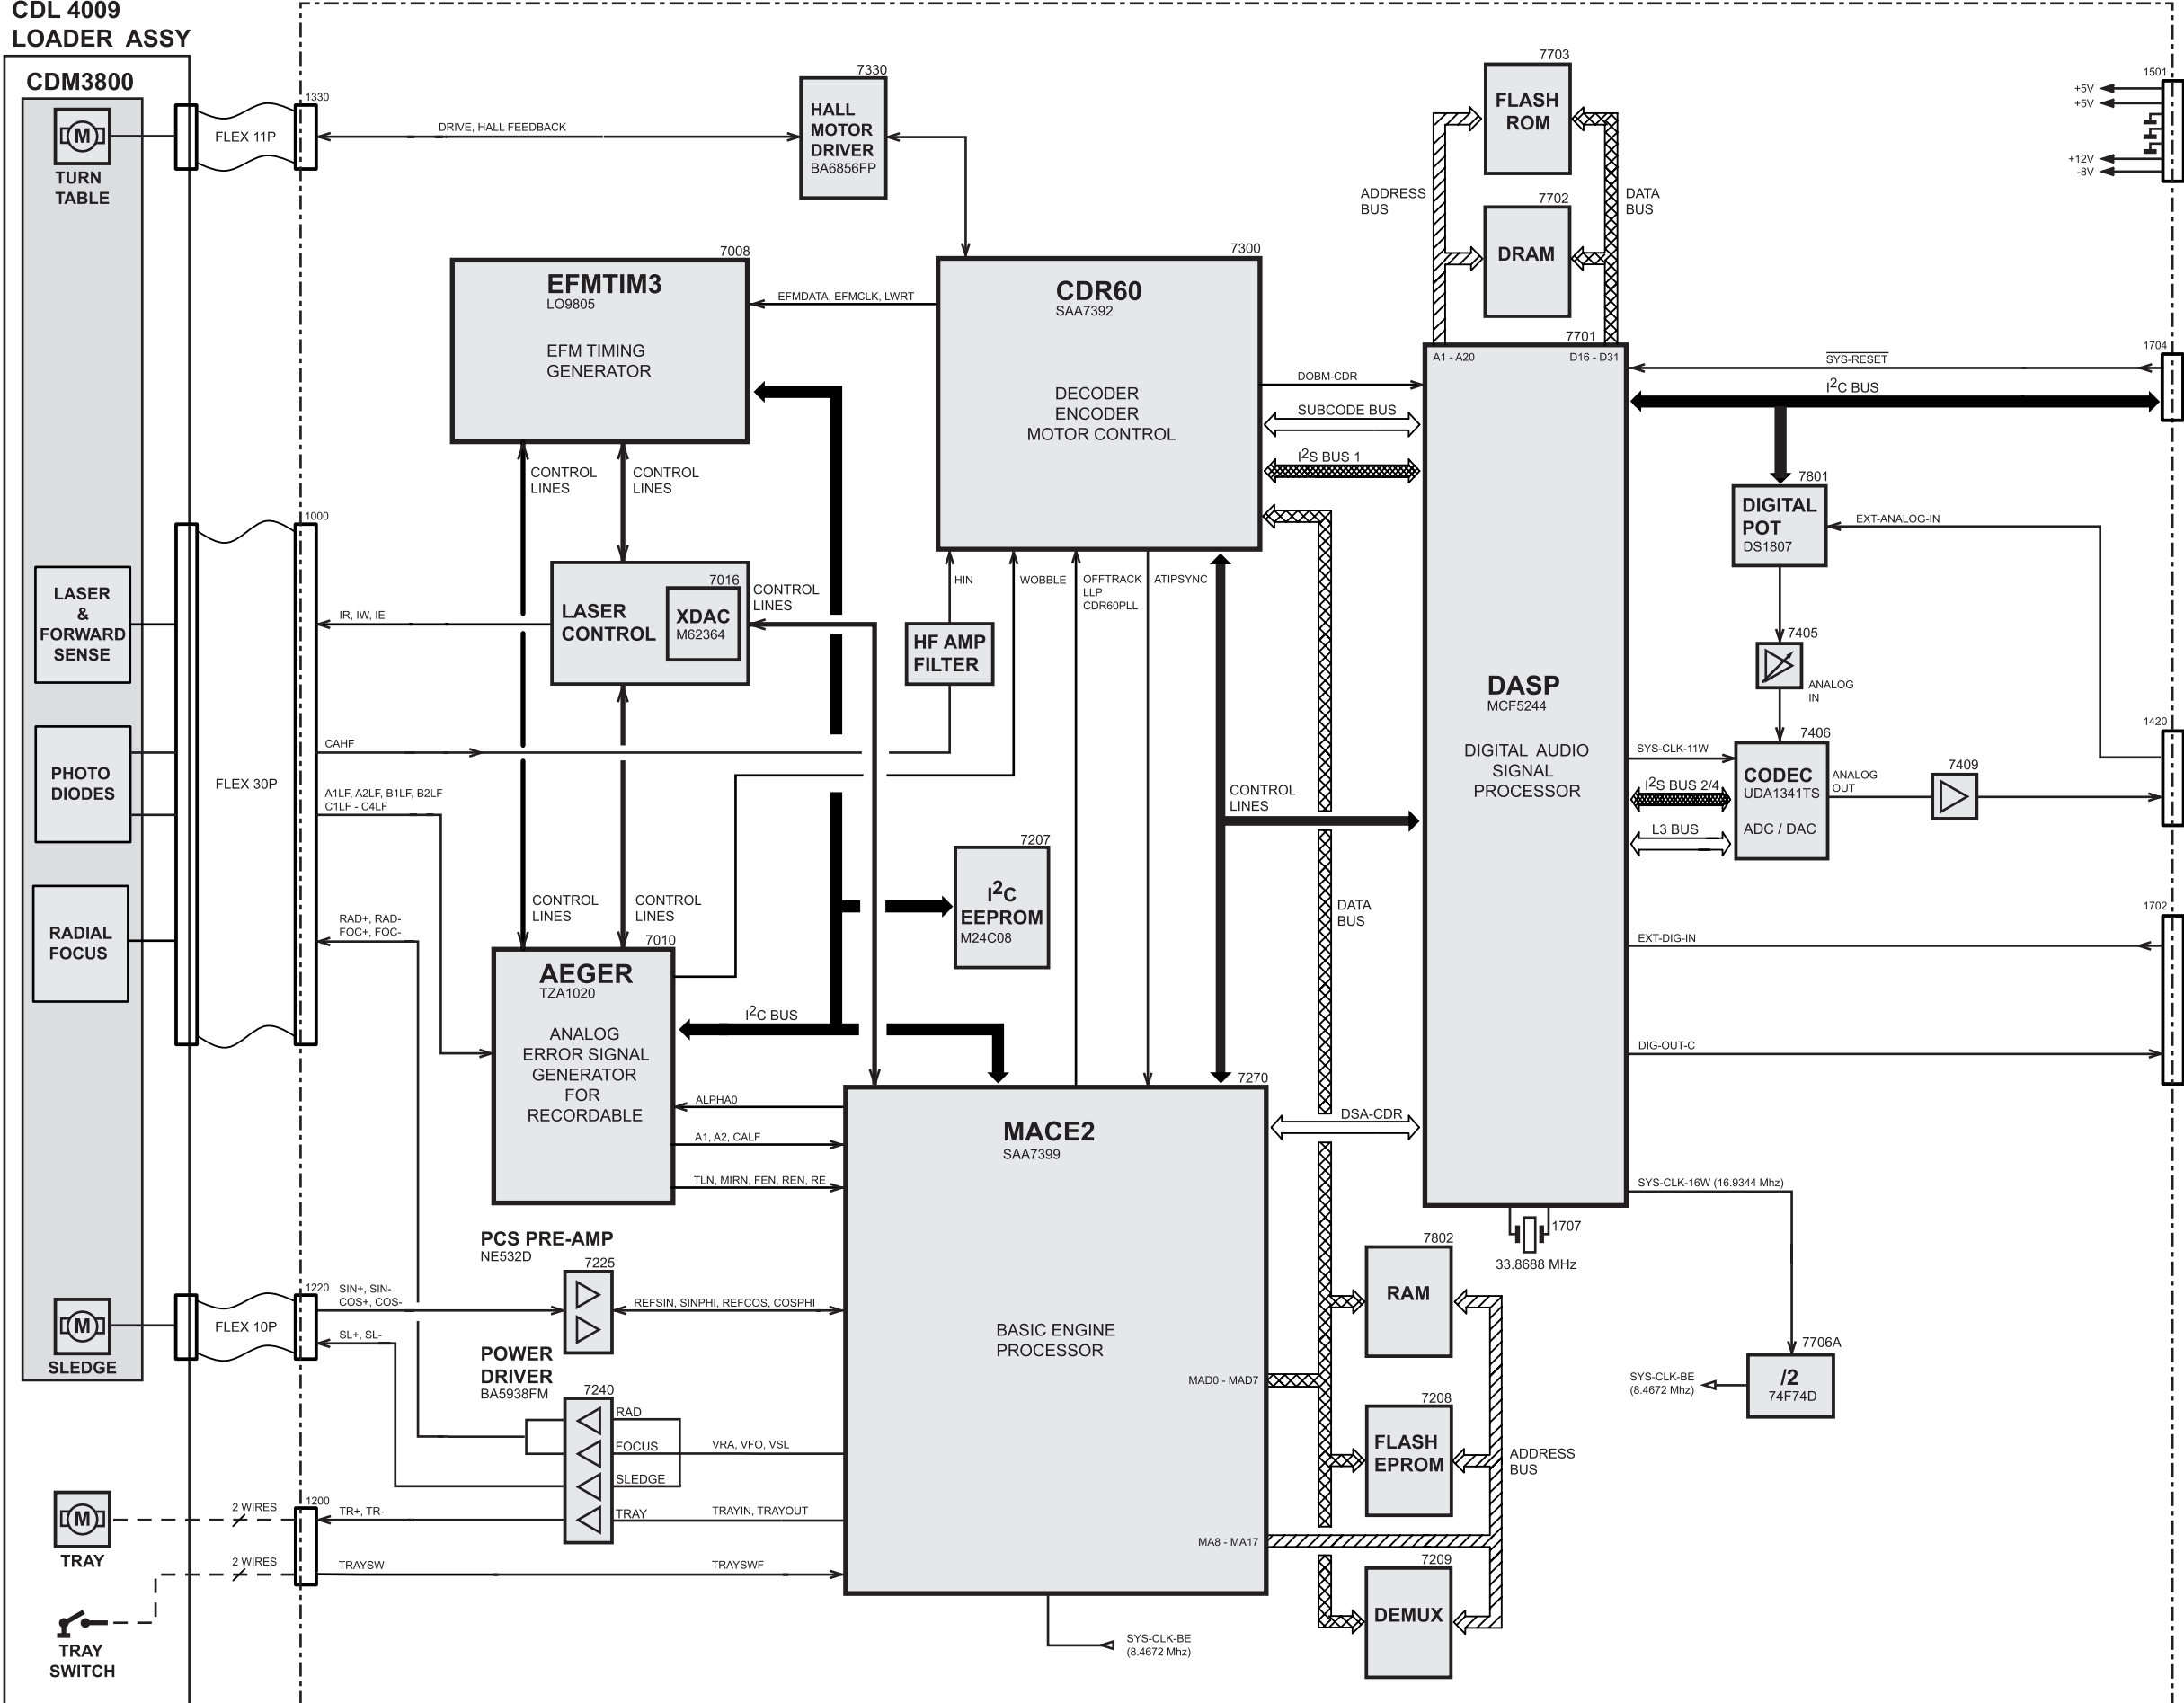 CDL 4009
LOADER ASSY
CDM3800
M
TURN
TABLE
FLEX 11P
1330
DRIVE, HALL FEEDBACK
7330
HALL
MOTOR
DRIVER
BA6856FP
7703
FLASH
ROM
7702
DRAM
ADDRESS
BUS
DATA
BUS
1501
+5V
+5V
+12V
-8V
7008
EFMTIM3
LO9805
EFM TIMING
GENERATOR
EFMDATA, EFMCLK, LWRT
7300
CDR60
SAA7392
DECODER
ENCODER
MOTOR CONTROL
DOBM-CDR
SUBCODE BUS
I2S BUS 1
7701
A1 - A20
D16 - D31
DASP
MCF5244
DIGITAL AUDIO
SIGNAL
PROCESSOR
1704
SYS-RESET
I2C BUS
7801
DIGITAL
POT
DS1807
EXT-ANALOG-IN
7405
ANALOG
IN
1420
SYS-CLK-11W
I2S BUS 2/4
L3 BUS
7406
CODEC
UDA1341TS
ADC / DAC
ANALOG
OUT
7409
1702
EXT-DIG-IN
DIG-OUT-C
CONTROL
LINES
CONTROL
LINES
1000
LASER
&
FORWARD
SENSE
IR, IW, IE
LASER
CONTROL
7016
XDAC
M62364
CONTROL
LINES
HIN
WOBBLE
OFFTRACK
LLP
CDR60PLL
ATIPSYNC
HF AMP
FILTER
PHOTO
DIODES
FLEX 30P
CAHF
A1LF, A2LF, B1LF, B2LF
C1LF - C4LF
CONTROL
LINES
7207
I2C
EEPROM
M24C08
DATA
BUS
RADIAL
FOCUS
RAD+, RAD-
FOC+, FOC-
CONTROL
LINES
CONTROL
LINES
7010
AEGER
TZA1020
ANALOG
ERROR SIGNAL
GENERATOR
FOR
RECORDABLE
I2C BUS
ALPHA0
A1, A2, CALF
TLN, MIRN, FEN, REN, RE
7270
MACE2
SAA7399
BASIC ENGINE
PROCESSOR
MAD0 - MAD7
MA8 - MA17
DSA-CDR
1707
33.8688 MHz
SYS-CLK-16W (16.9344 Mhz)
7706A
/2
74F74D
SYS-CLK-BE
(8.4672 Mhz)
M
SLEDGE
FLEX 10P
1220
SIN+, SIN-
COS+, COS-
SL+, SL-
PCS PRE-AMP
NE532D
7225
REFSIN, SINPHI, REFCOS, COSPHI
POWER
DRIVER
BA5938FM
7240
RAD
FOCUS
SLEDGE
TRAY
VRA, VFO, VSL
TRAYIN, TRAYOUT
7802
RAM
7208
FLASH
EPROM
ADDRESS
BUS
7209
DEMUX
M
TRAY
2 WIRES
1200
TR+, TR-
2 WIRES
TRAYSW
TRAYSWF
TRAY
SWITCH
SYS-CLK-BE
(8.4672 Mhz)